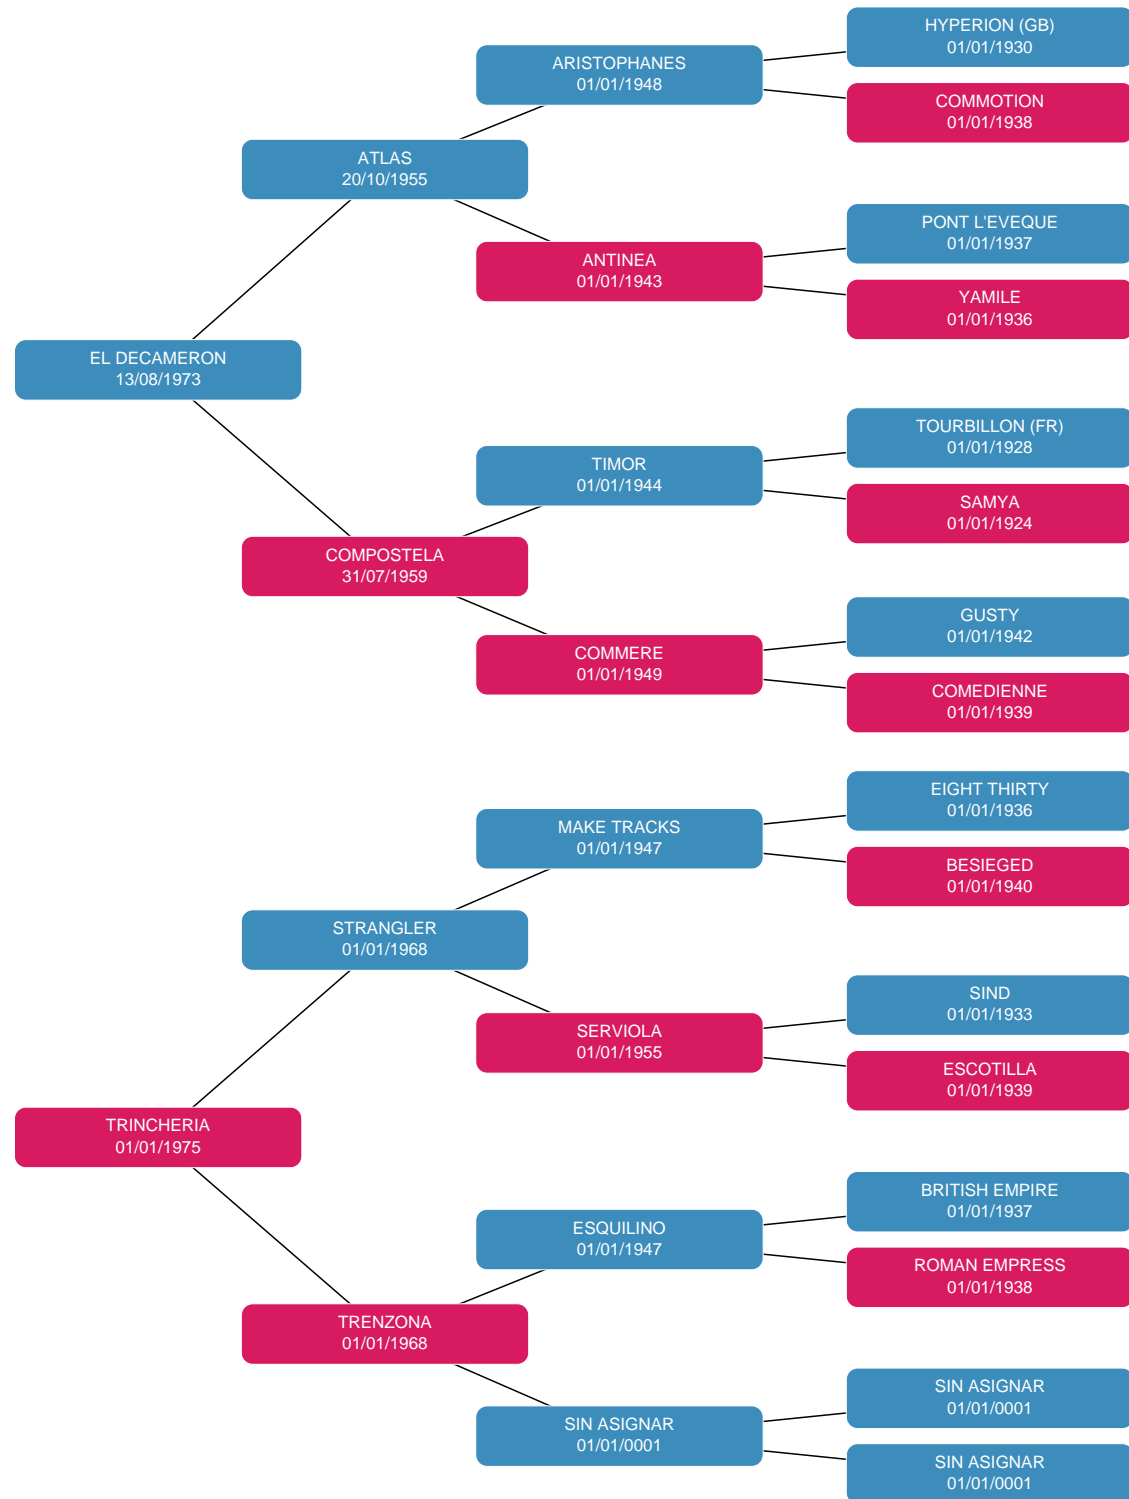 HYPERION (GB)
01/01/1930
ARISTOPHANES
01/01/1948
COMMOTION
01/01/1938
ATLAS
20/10/1955
PONT L'EVEQUE
01/01/1937
ANTINEA
01/01/1943
YAMILE
01/01/1936
EL DECAMERON
13/08/1973
TOURBILLON (FR)
01/01/1928
TIMOR
01/01/1944
SAMYA
01/01/1924
COMPOSTELA
31/07/1959
GUSTY
01/01/1942
COMMERE
01/01/1949
COMEDIENNE
01/01/1939
EIGHT THIRTY
01/01/1936
MAKE TRACKS
01/01/1947
BESIEGED
01/01/1940
STRANGLER
01/01/1968
SIND
01/01/1933
SERVIOLA
01/01/1955
ESCOTILLA
01/01/1939
TRINCHERIA
01/01/1975
BRITISH EMPIRE
01/01/1937
ESQUILINO
01/01/1947
ROMAN EMPRESS
01/01/1938
TRENZONA
01/01/1968
SIN ASIGNAR
01/01/0001
SIN ASIGNAR
01/01/0001
SIN ASIGNAR
01/01/0001